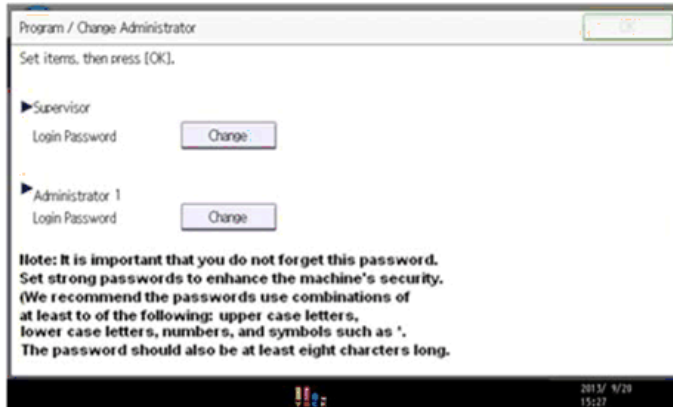 Program / Change Administrator
OK
Set items, then press [OK].
►Supervisor
Login Password
Change
►Administrator 1
Login Password
Change
Note: It is important that you do not forget this password.
Set strong passwords to enhance the machine's security.
(We recommend the passwords use combinations of
at least to of the following: upper case letters,
lower case letters, numbers, and symbols such as '.
The password should also be at least eight charcters long.
2013/ 9/20
15:27